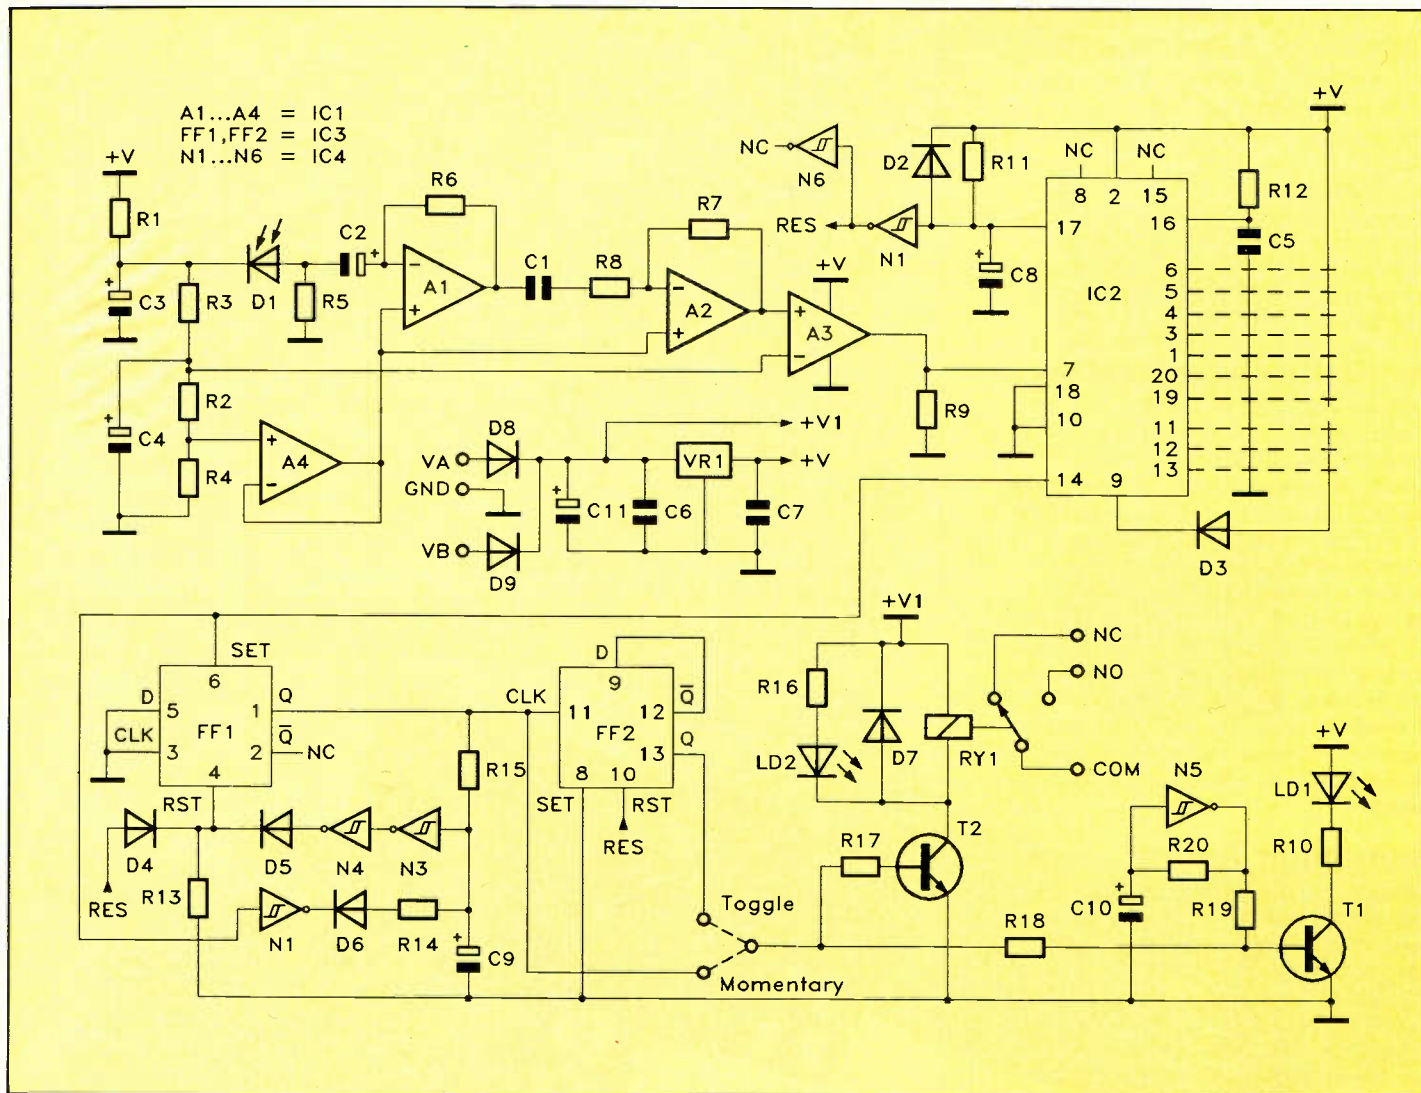 A1...A4 = IC1
FF1,FF2 = IC3
N1...N6 = IC4
+V
R1
C3
+
R3
D1
R5
C2
+
R6
A1
-
+
C1
R8
R7
A2
-
+
+V
A3
+
-
R2
C4
+
R4
A4
+
-
NC
N6
RES
N1
D2
R11
C8
+
+V
NC
NC
8
2
15
17
16
IC2
R12
C5
6
5
4
3
1
20
19
11
12
13
7
18
10
14
9
R9
D3
VA
GND
VB
D8
D9
C11
+
C6
VR1
C7
+V1
+V
SET
6
D
5
CLK
3
FF1
1
Q
2
Q̅
NC
4
RST
D4
RES
R13
D5
N4
N3
N1
D6
R14
R15
C9
+
CLK
11
D
9
12
Q̅
FF2
13
Q
8
10
SET
RST
RES
Toggle
Momentary
+V1
R16
LD2
D7
RY1
NC
NO
COM
R17
T2
R18
N5
R20
C10
+
R19
+V
LD1
R10
T1